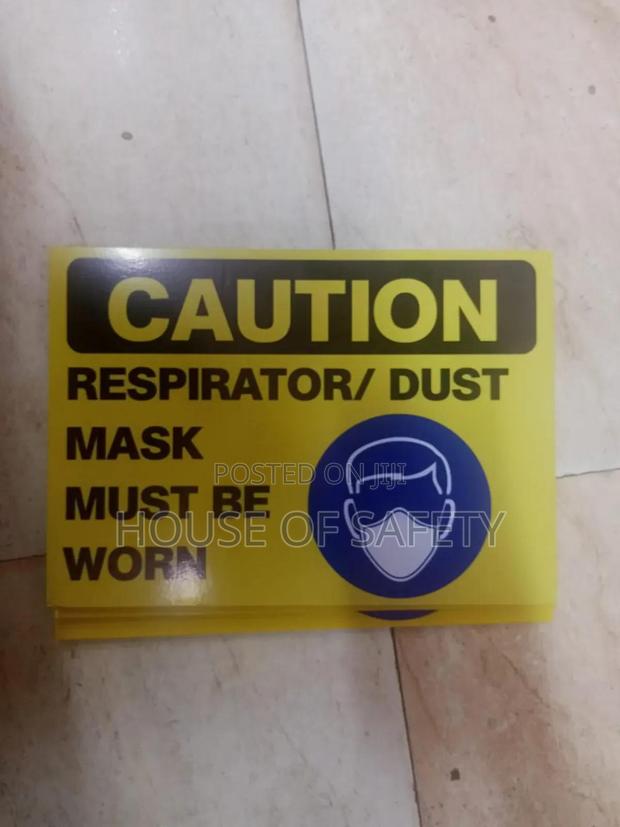 CAUTION
RESPIRATOR/ DUST
MASK
MUST BE
WORN
POSTED ON JIJI
HOUSE OF SAFETY